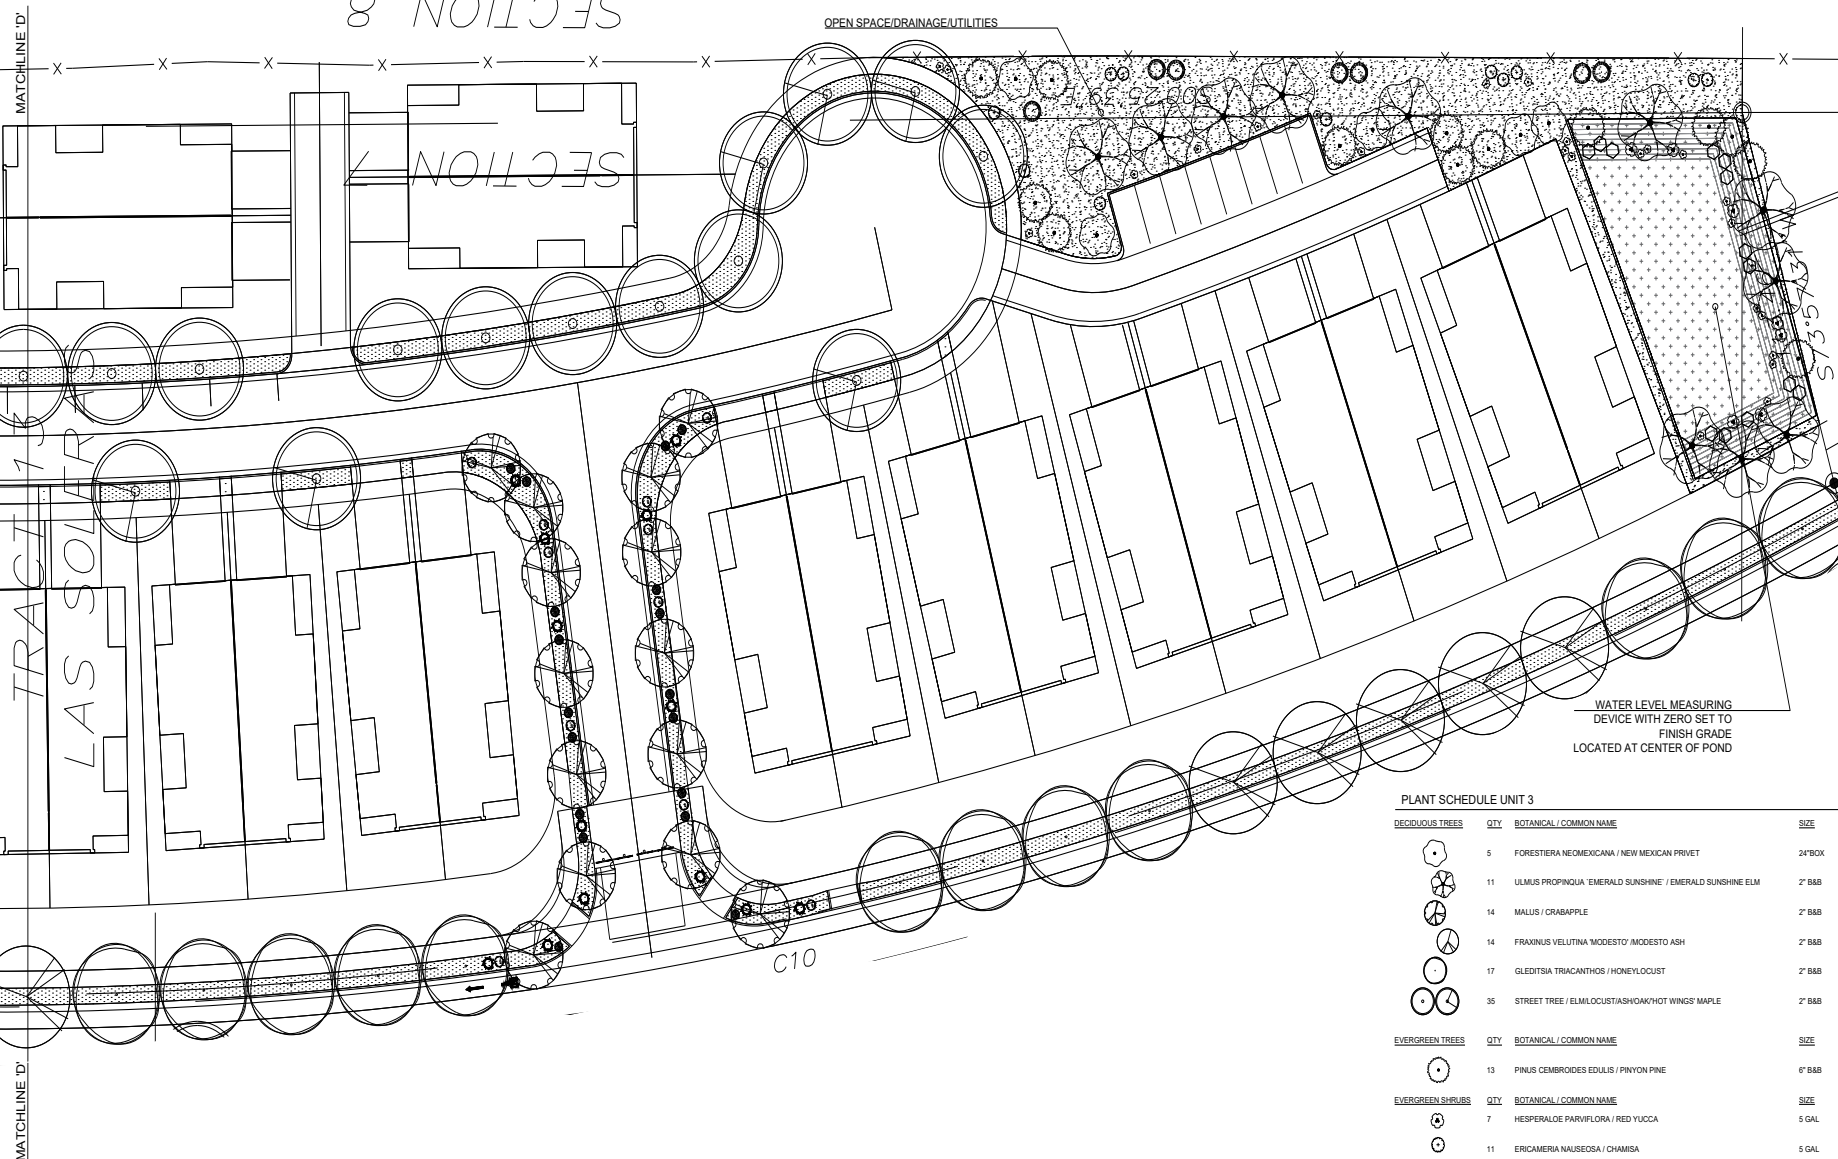 SECTION 8
OPEN SPACE/DRAINAGE/UTILITIES
MATCHLINE 'D'
SECTION 7
LAS SOLERAS
C10
WATER LEVEL MEASURING
DEVICE WITH ZERO SET TO
FINISH GRADE
LOCATED AT CENTER OF POND
MATCHLINE 'D'
PLANT SCHEDULE UNIT 3
DECIDUOUS TREES QTY BOTANICAL / COMMON NAME SIZE
5 FORESTIERA NEOMEXICANA / NEW MEXICAN PRIVET 24"BOX
11 ULMUS PROPINQUA `EMERALD SUNSHINE` / EMERALD SUNSHINE ELM 2" B&B
14 MALUS / CRABAPPLE 2" B&B
14 FRAXINUS VELUTINA 'MODESTO' /MODESTO ASH 2" B&B
17 GLEDITSIA TRIACANTHOS / HONEYLOCUST 2" B&B
35 STREET TREE / ELM/LOCUST/ASH/OAK/'HOT WINGS' MAPLE 2" B&B
EVERGREEN TREES QTY BOTANICAL / COMMON NAME SIZE
13 PINUS CEMBROIDES EDULIS / PINYON PINE 6" B&B
EVERGREEN SHRUBS QTY BOTANICAL / COMMON NAME SIZE
7 HESPERALOE PARVIFLORA / RED YUCCA 5 GAL
11 ERICAMERIA NAUSEOSA / CHAMISA 5 GAL